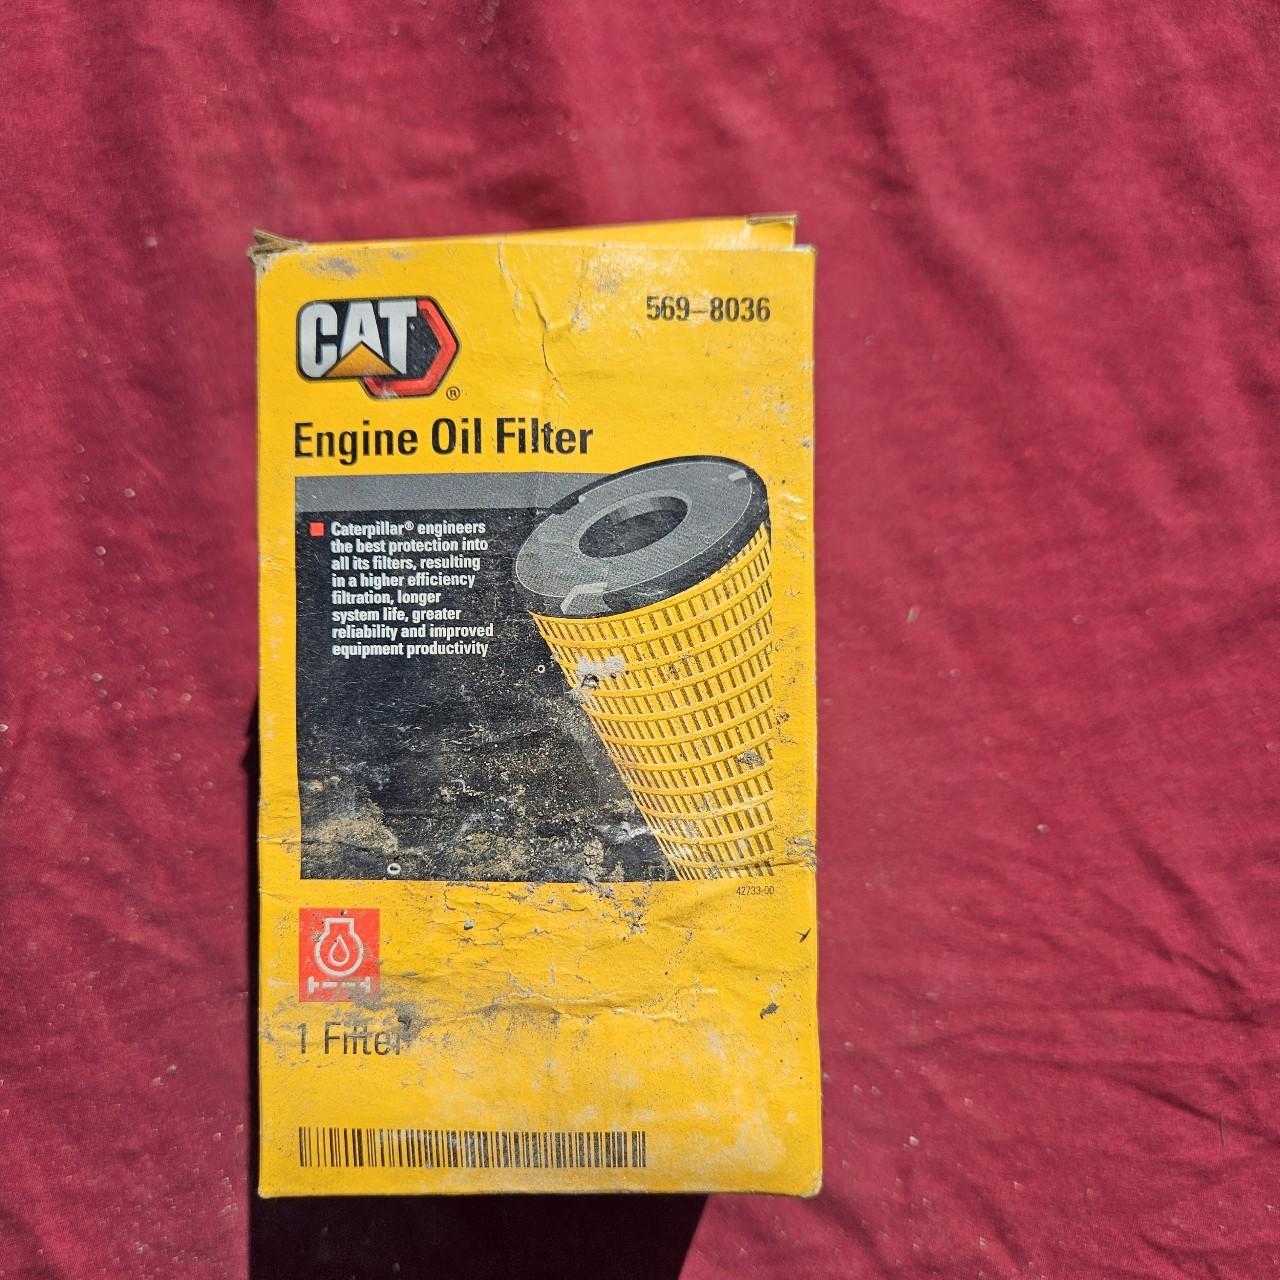 CAT
®
569-8036
Engine Oil Filter
Caterpillar® engineers
the best protection into
all its filters, resulting
in a higher efficiency
filtration, longer
system life, greater
reliability and improved
equipment productivity
42733-00
1 Filter